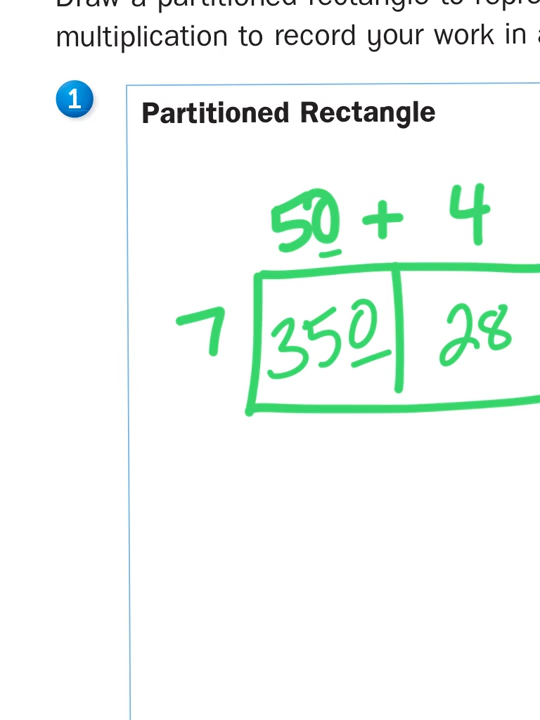 multiplication to record your work in a
1
Partitioned Rectangle
50 + 4
7 350 28